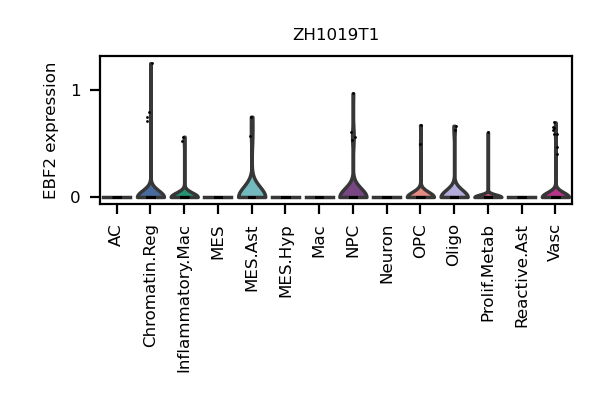 ZH1019T1
EBF2 expression
1
0
AC
Chromatin.Reg
Inflammatory.Mac
MES
MES.Ast
MES.Hyp
Mac
NPC
Neuron
OPC
Oligo
Prolif.Metab
Reactive.Ast
Vasc